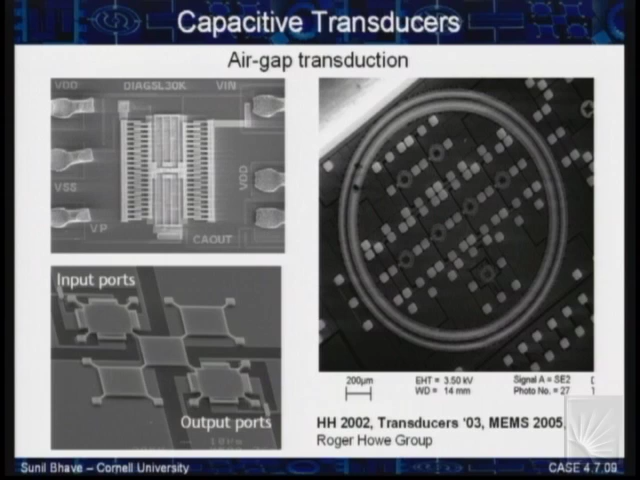 Capacitive Transducers
Air-gap transduction
VDD DIAGSL30K VIN
VDD
VSS
VP
CAOUT
Input ports
Output ports
200µm
EHT = 3.50 kV
WD = 14 mm
Signal A = SE2
Photo No. = 27
HH 2002, Transducers '03, MEMS 2005,
Roger Howe Group
Sunil Bhave – Cornell University
CASE 4.7.09